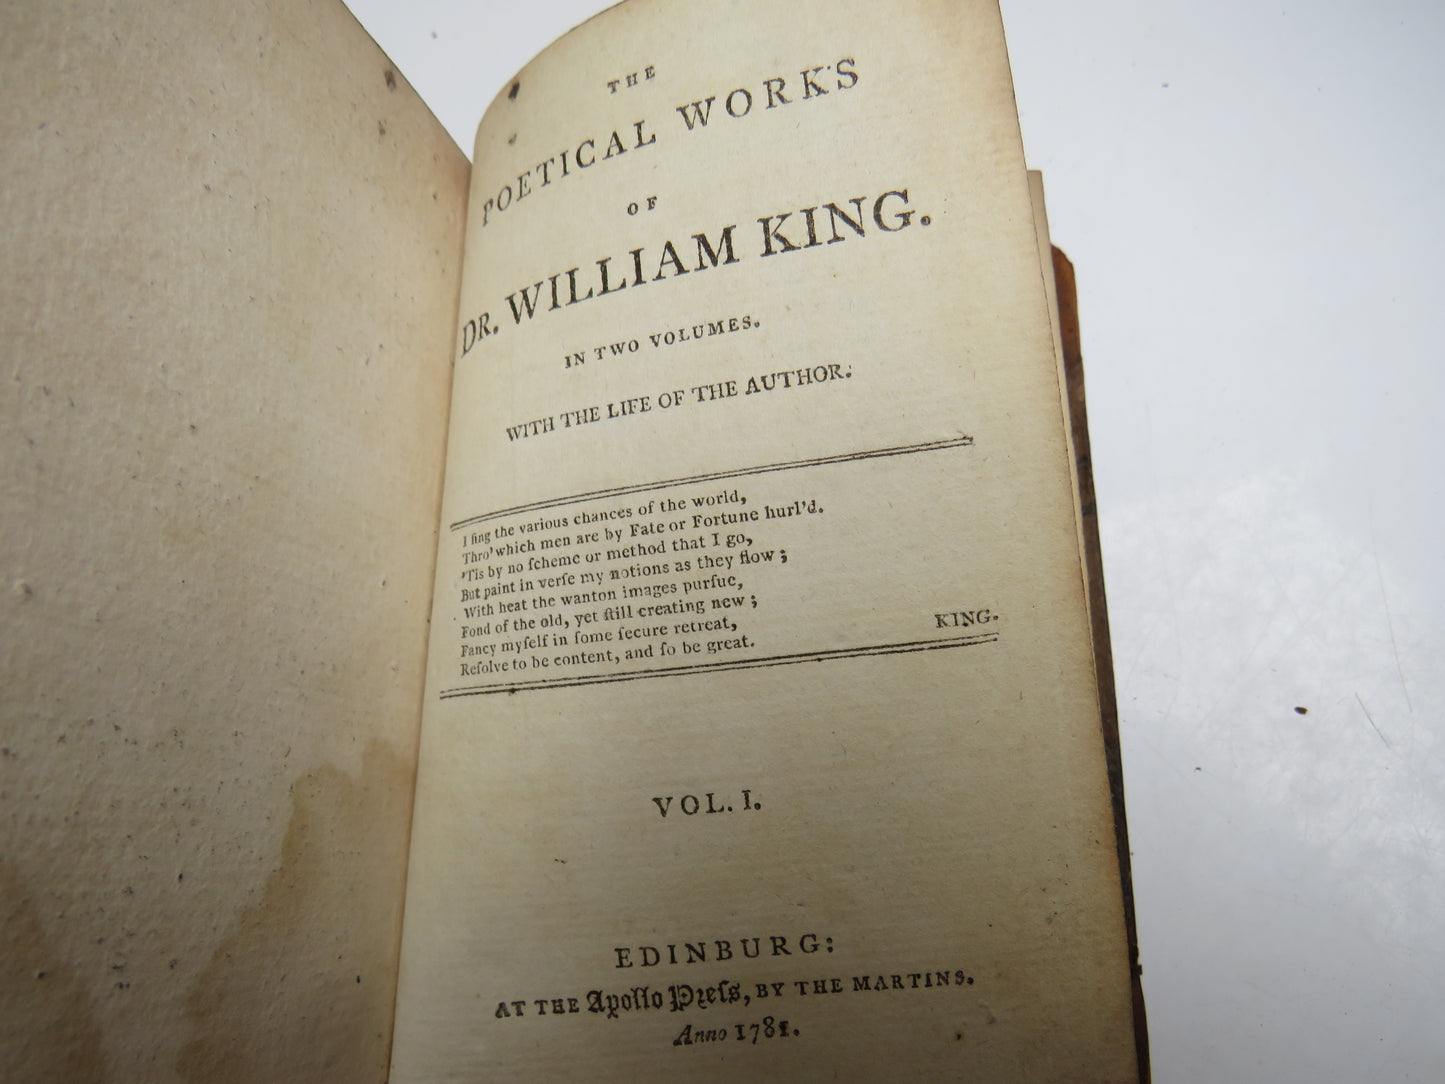 THE
POETICAL WORKS
OF
DR. WILLIAM KING.
IN TWO VOLUMES.
WITH THE LIFE OF THE AUTHOR.
I ſing the various chances of the world,
Thro' which men are by Fate or Fortune hurl'd.
'Tis by no ſcheme or method that I go,
But paint in verſe my notions as they flow;
With heat the wanton images purſue,
Fond of the old, yet ſtill creating new;
Fancy myſelf in ſome ſecure retreat,
Reſolve to be content, and ſo be great.
KING.
VOL. I.
EDINBURG:
AT THE Apollo Preſs, BY THE MARTINS.
Anno 1781.